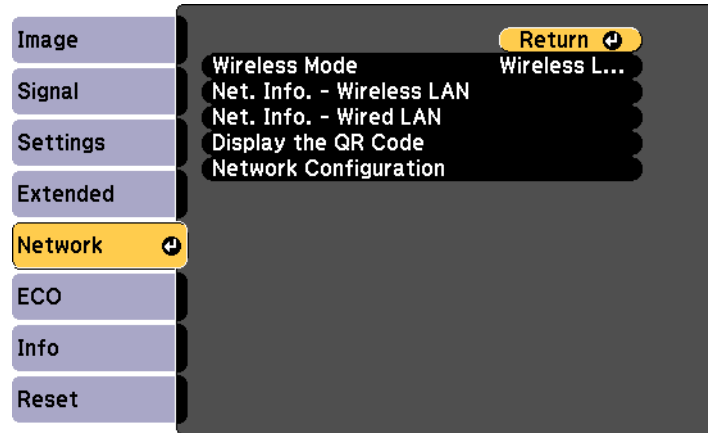 Image
Signal
Settings
Extended
Network
ECO
Info
Reset
Return
Wireless Mode Wireless L...
Net. Info. - Wireless LAN
Net. Info. - Wired LAN
Display the QR Code
Network Configuration